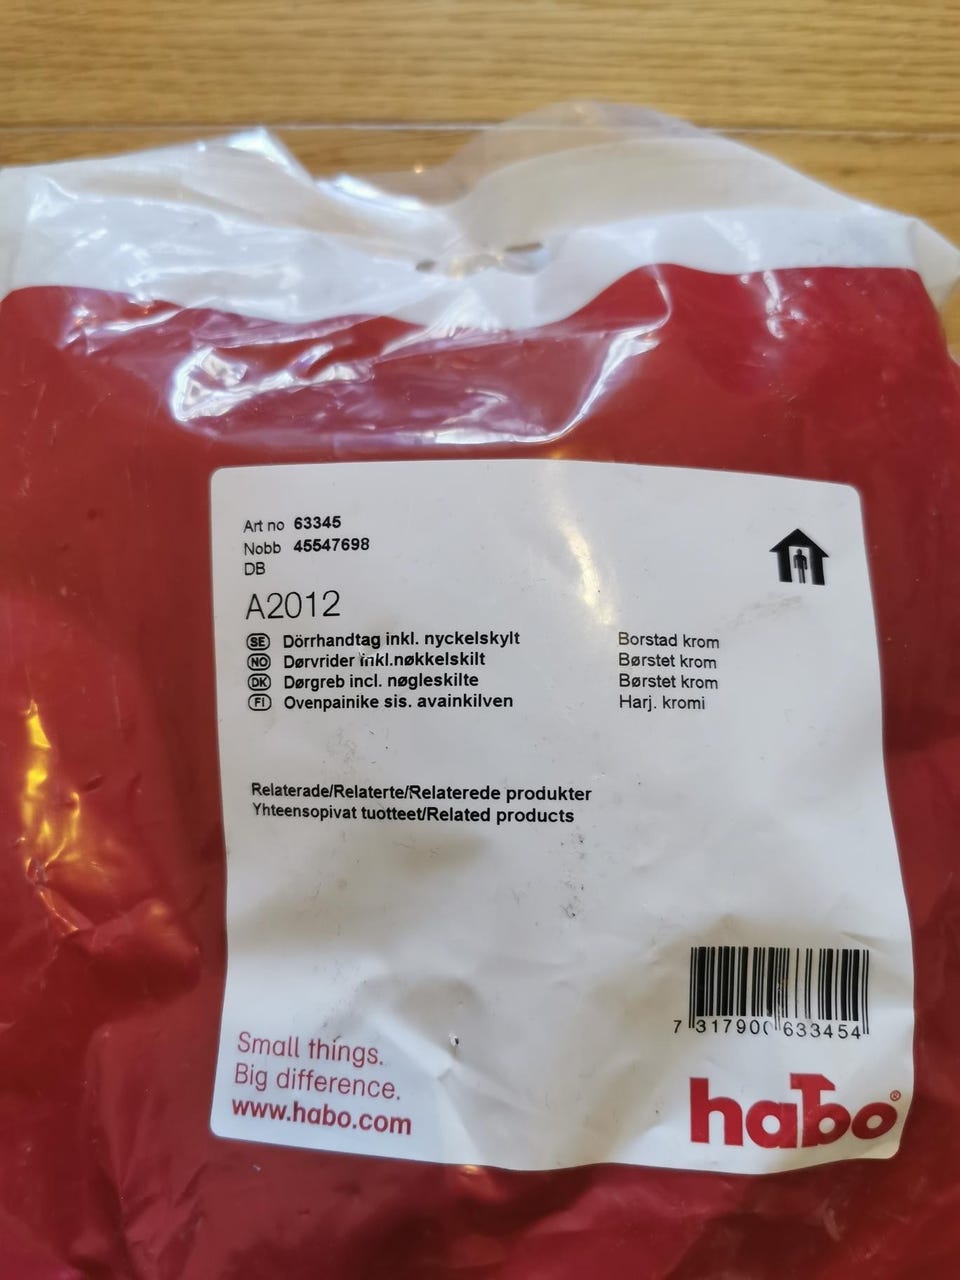 Art no 63345
Nobb 45547698
DB
A2012
SE Dörrhandtag inkl. nyckelskylt Borstad krom
NO Dørvrider inkl.nøkkelskilt Børstet krom
DK Dørgreb incl. nøgleskilte Børstet krom
FI Ovenpainike sis. avainkilven Harj. kromi
Relaterade/Relaterte/Relaterede produkter
Yhteensopivat tuotteet/Related products
7 317900 633454
Small things.
Big difference.
www.habo.com
habo®